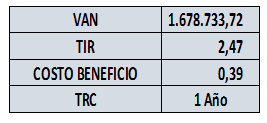 VAN 1.678.733,72
TIR 2,47
COSTO BENEFICIO 0,39
TRC 1 Año